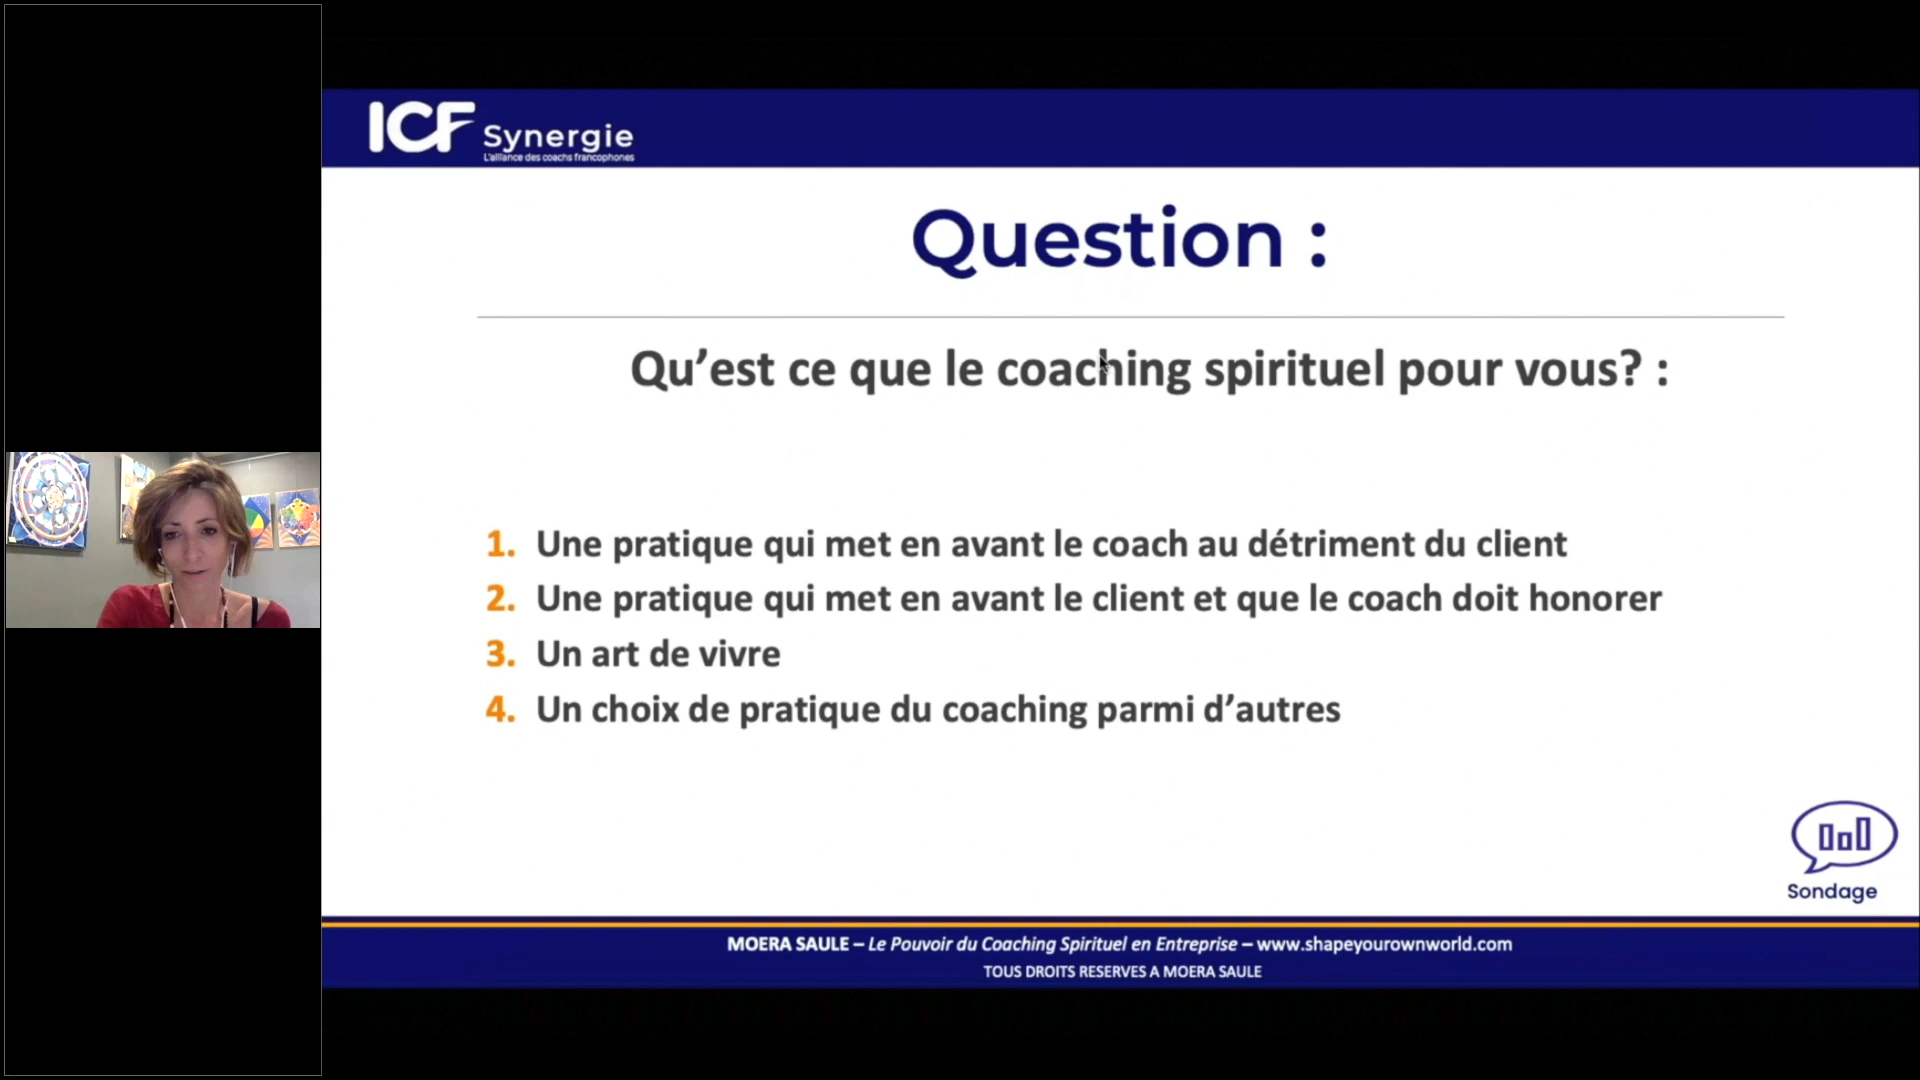 ICF Synergie
L'alliance des coachs francophones
Question :
Qu’est ce que le coaching spirituel pour vous? :
1. Une pratique qui met en avant le coach au détriment du client
2. Une pratique qui met en avant le client et que le coach doit honorer
3. Un art de vivre
4. Un choix de pratique du coaching parmi d’autres
Sondage
MOERA SAULE – Le Pouvoir du Coaching Spirituel en Entreprise – www.shapeyourownworld.com
TOUS DROITS RESERVES A MOERA SAULE